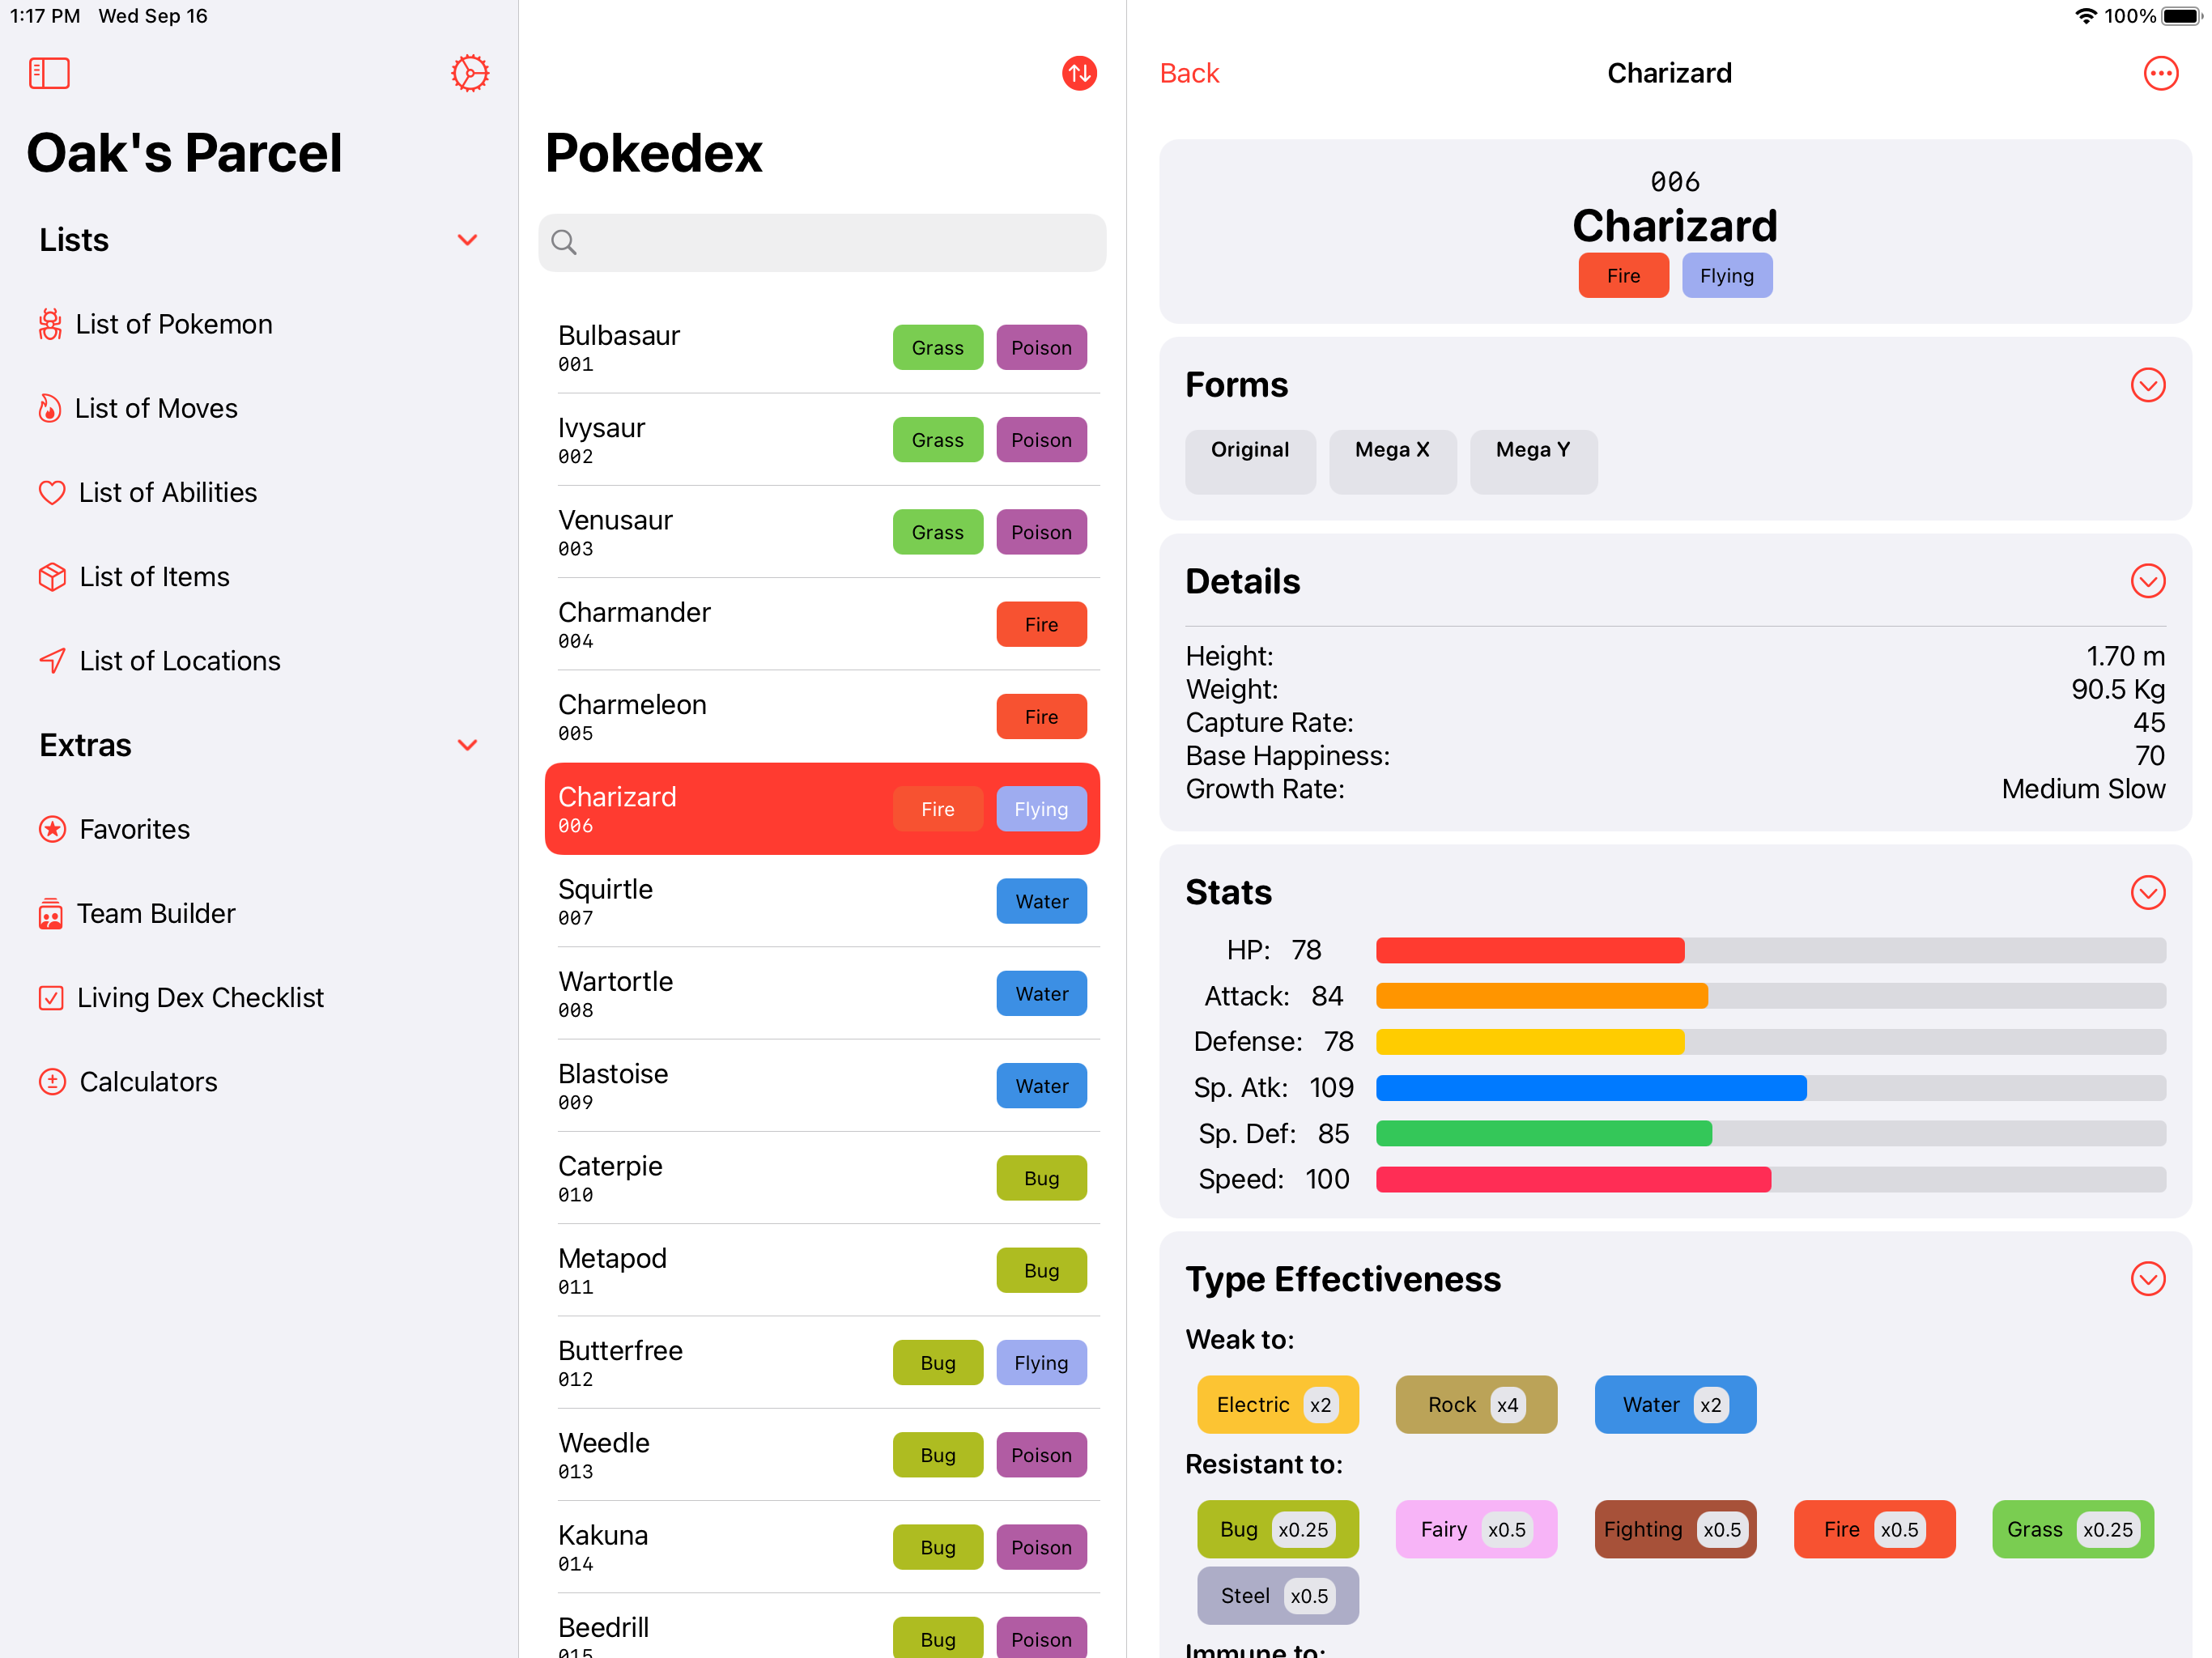 1:17 PM Wed Sep 16
100%
Oak's Parcel
Lists
List of Pokemon
List of Moves
List of Abilities
List of Items
List of Locations
Extras
Favorites
Team Builder
Living Dex Checklist
Calculators
Pokedex
Bulbasaur
001
Grass Poison
Ivysaur
002
Grass Poison
Venusaur
003
Grass Poison
Charmander
004
Fire
Charmeleon
005
Fire
Charizard
006
Fire Flying
Squirtle
007
Water
Wartortle
008
Water
Blastoise
009
Water
Caterpie
010
Bug
Metapod
011
Bug
Butterfree
012
Bug Flying
Weedle
013
Bug Poison
Kakuna
014
Bug Poison
Beedrill
015
Bug Poison
Back
Charizard
006
Charizard
Fire Flying
Forms
Original Mega X Mega Y
Details
Height: 1.70 m
Weight: 90.5 Kg
Capture Rate: 45
Base Happiness: 70
Growth Rate: Medium Slow
Stats
HP: 78
Attack: 84
Defense: 78
Sp. Atk: 109
Sp. Def: 85
Speed: 100
Type Effectiveness
Weak to:
Electric x2 Rock x4 Water x2
Resistant to:
Bug x0.25 Fairy x0.5 Fighting x0.5 Fire x0.5 Grass x0.25
Steel x0.5
Immune to: